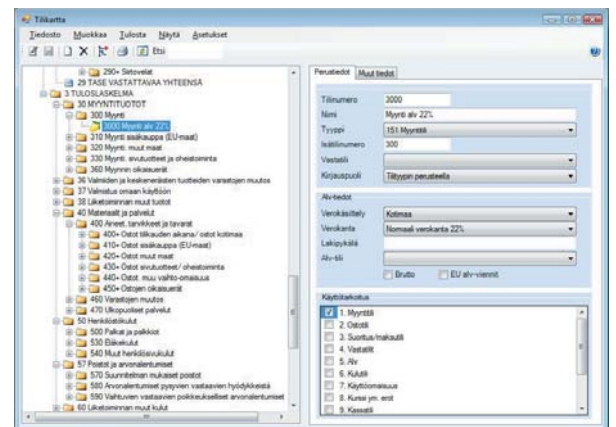 Tilikartta
Tiedosto Muokkaa Tulosta Näytä Asetukset
Etsi
290+ Siirtovelat
29 TASE VASTATTAVAA YHTEENSÄ
3 TULOSLASKELMA
30 MYYNTITUOTOT
300 Myynti
3000 Myynti alv 22%
310 Myynti sisäkauppa (EU-maat)
320 Myynti: muut maat
330 Myynti: sivutuotteet ja oheistoiminta
360 Myynnin oikaisuerät
36 Valmiiden ja keskeneräisten tuotteiden varastojen muutos
37 Valmistus omaan käyttöön
38 Liiketoiminnan muut tuotot
40 Materiaalit ja palvelut
400 Aineet, tarvikkeet ja tavarat
400+ Ostot tilikauden aikana/ ostot kotimaa
410+ Ostot sisäkauppa (EU-maat)
420+ Ostot muut maat
430+ Ostot sivutuotteet/ oheistoiminta
440+ Ostot: muu vaihto-omaisuus
450+ Ostojen oikaisuerät
460 Varastojen muutos
470 Ulkopuoliset palvelut
50 Henkilöstökulut
500 Palkat ja palkkiot
530 Eläkekulut
540 Muut henkilösivukulut
57 Poistot ja arvonalentumiset
570 Suunnitelman mukaiset poistot
580 Arvonalentumiset pysyvien vastaavien hyödykkeistä
590 Vaihtuvien vastaavien poikkeukselliset arvonalentumiset
60 Liiketoiminnan muut kulut
Perustiedot Muut tiedot
Tilinumero 3000
Nimi Myynti alv 22%
Tyyppi 151 Myyntitili
Isätilinumero 300
Vastatili
Kirjauspuoli Tilityypin perusteella
Alv-tiedot
Verokäsittely Kotimaa
Verokanta Normaali verokanta 22%
Lakipykälä
Alv-tili
Brutto EU alv-viennit
Käyttötarkoitus
1. Myyntitili
2. Ostotili
3. Suoritus/maksutili
4. Vastatilit
5. Alv
6. Kulutili
7. Käyttöomaisuus
8. Kurssi ym. erot
9. Kassatili